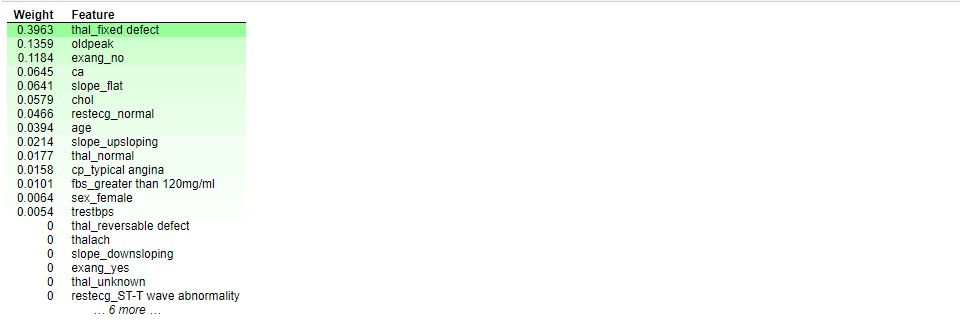 Weight Feature
0.3963 thal_fixed defect
0.1359 oldpeak
0.1184 exang_no
0.0645 ca
0.0641 slope_flat
0.0579 chol
0.0466 restecg_normal
0.0394 age
0.0214 slope_upsloping
0.0177 thal_normal
0.0158 cp_typical angina
0.0101 fbs_greater than 120mg/ml
0.0064 sex_female
0.0054 trestbps
0 thal_reversable defect
0 thalach
0 slope_downsloping
0 exang_yes
0 thal_unknown
0 restecg_ST-T wave abnormality
… 6 more …